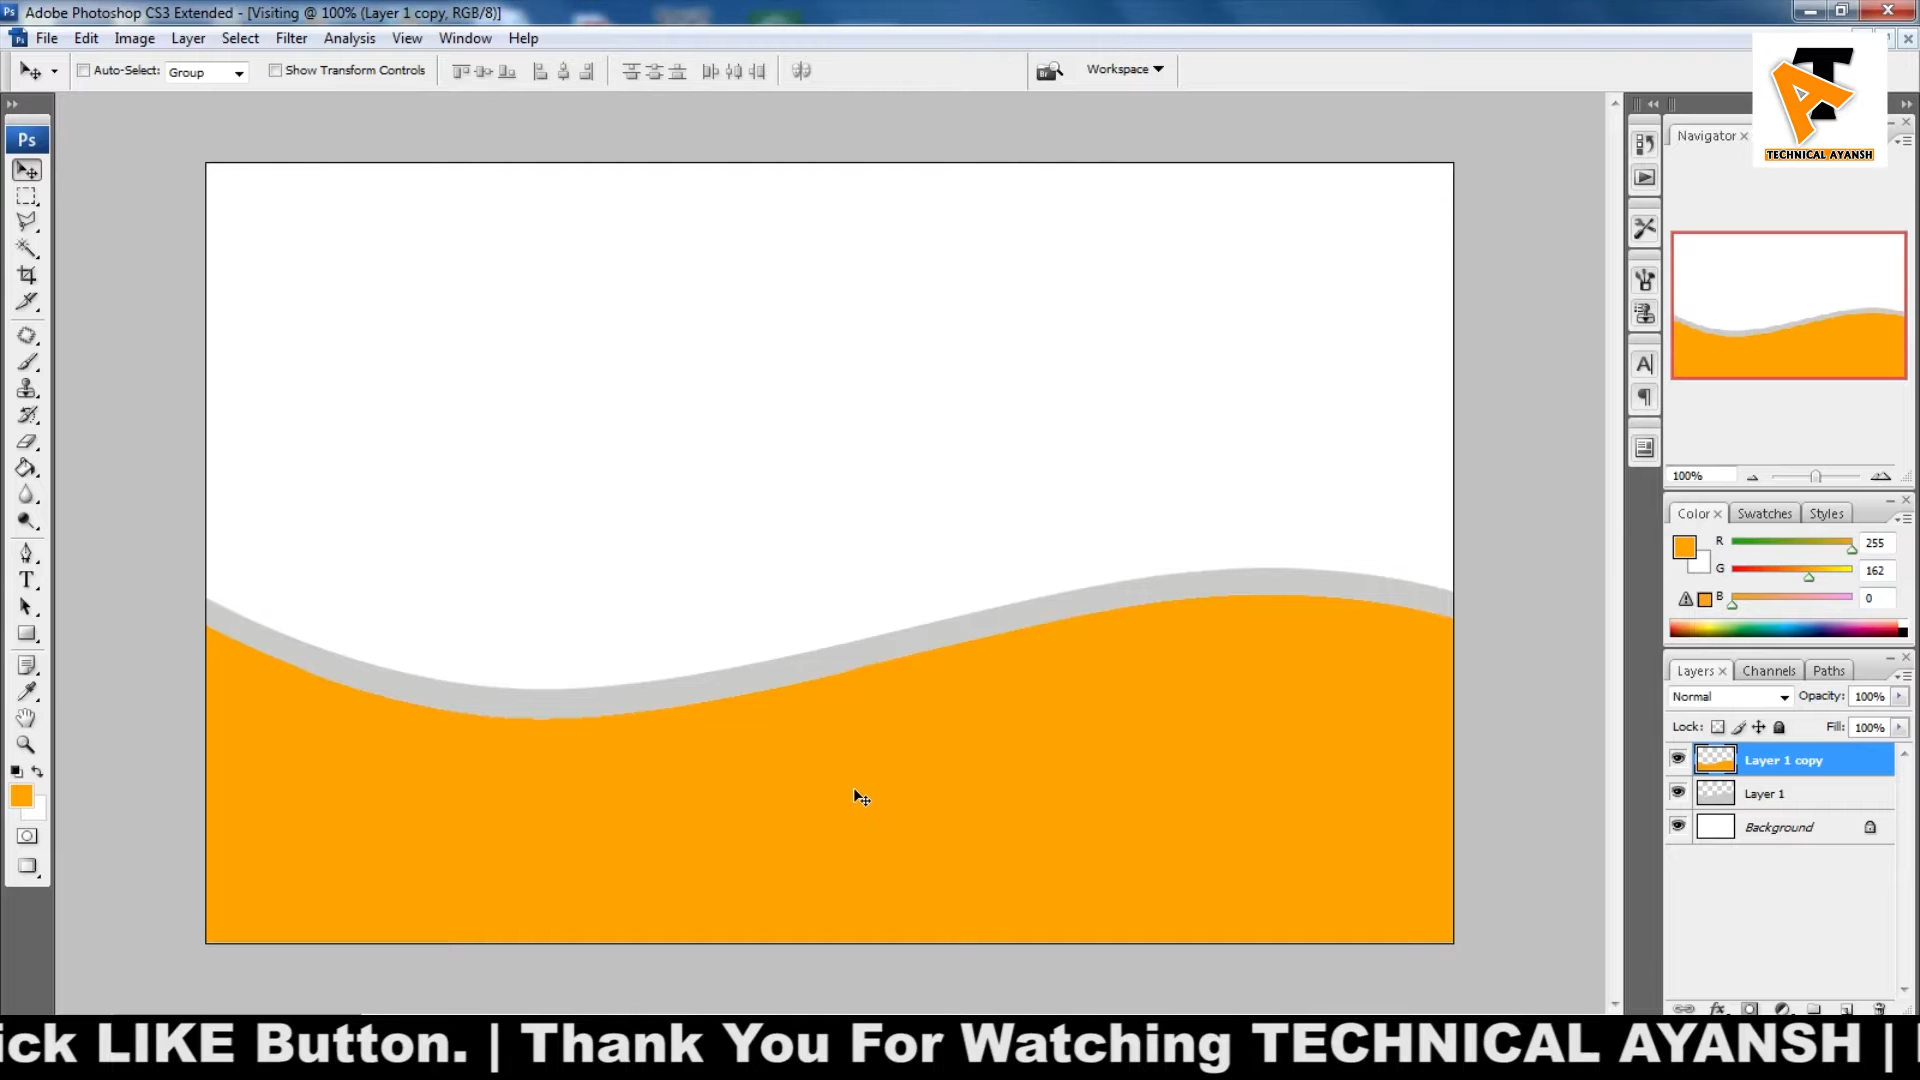 Ps Adobe Photoshop CS3 Extended - [Visiting @ 100% (Layer 1 copy, RGB/8)]
File Edit Image Layer Select Filter Analysis View Window Help
Auto-Select: Group Show Transform Controls Workspace
TECHNICAL AYANSH
Ps
Navigator
100%
Color Swatches Styles
R 255
G 162
B 0
Layers Channels Paths
Normal Opacity: 100%
Lock: Fill: 100%
Layer 1 copy
Layer 1
Background
ick LIKE Button. | Thank You For Watching TECHNICAL AYANSH |